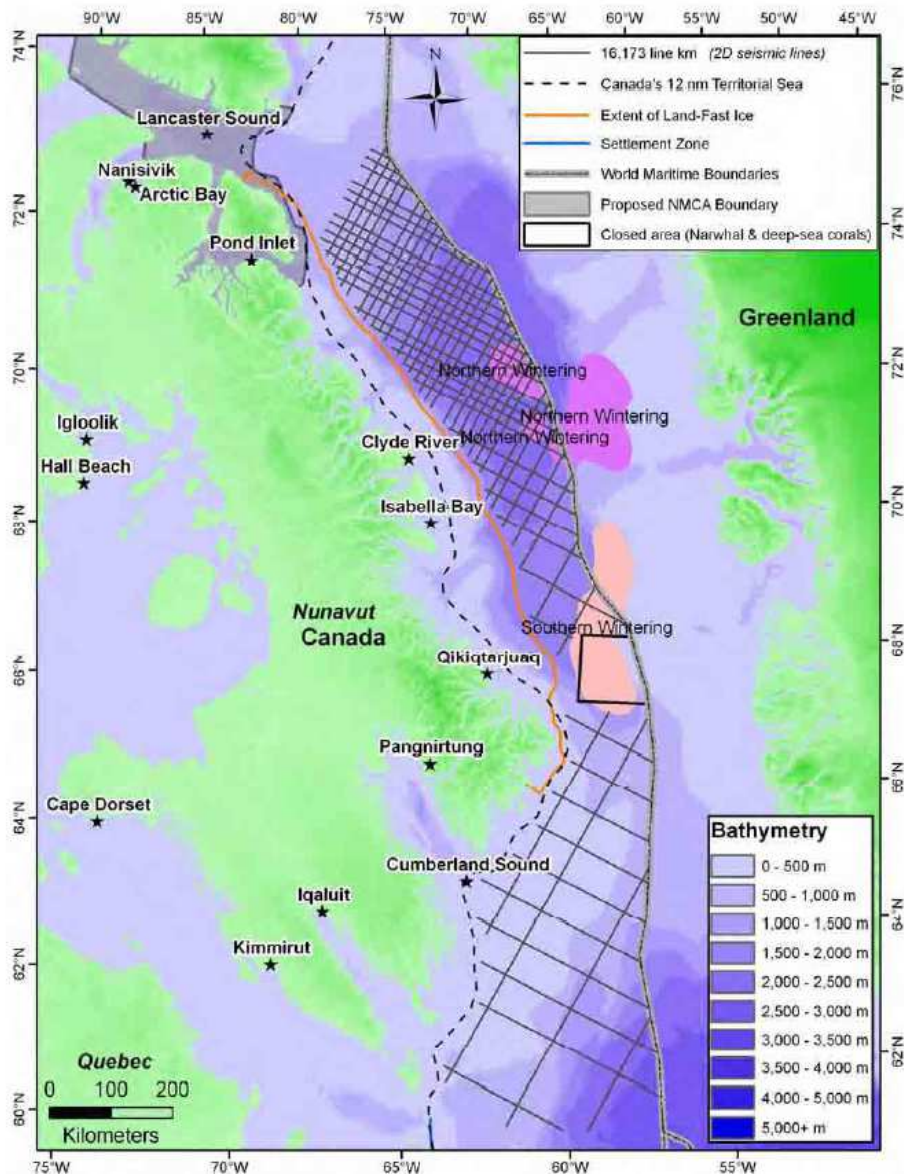 90°W 85°W 80°W 75°W 70°W 65°W 60°W 55°W 50°W 45°W
74°N
72°N
70°N
68°N
66°N
64°N
62°N
60°N
76°N
74°N
72°N
70°N
68°N
66°N
64°N
62°N
N
16,173 line km (2D seismic lines)
Canada's 12 nm Territorial Sea
Extent of Land-Fast Ice
Settlement Zone
World Maritime Boundaries
Proposed NMCA Boundary
Closed area (Narwhal & deep-sea corals)
Lancaster Sound
Nanisivik
Arctic Bay
Pond Inlet
Greenland
Northern Wintering
Northern Wintering
Northern Wintering
Igloolik
Clyde River
Hall Beach
Isabella Bay
Nunavut
Canada
Southern Wintering
Qikiqtarjuaq
Pangnirtung
Cape Dorset
Cumberland Sound
Iqaluit
Kimmirut
Quebec
0 100 200
Kilometers
Bathymetry
0 - 500 m
500 - 1,000 m
1,000 - 1,500 m
1,500 - 2,000 m
2,000 - 2,500 m
2,500 - 3,000 m
3,000 - 3,500 m
3,500 - 4,000 m
4,000 - 5,000 m
5,000+ m
75°W 70°W 65°W 60°W 55°W